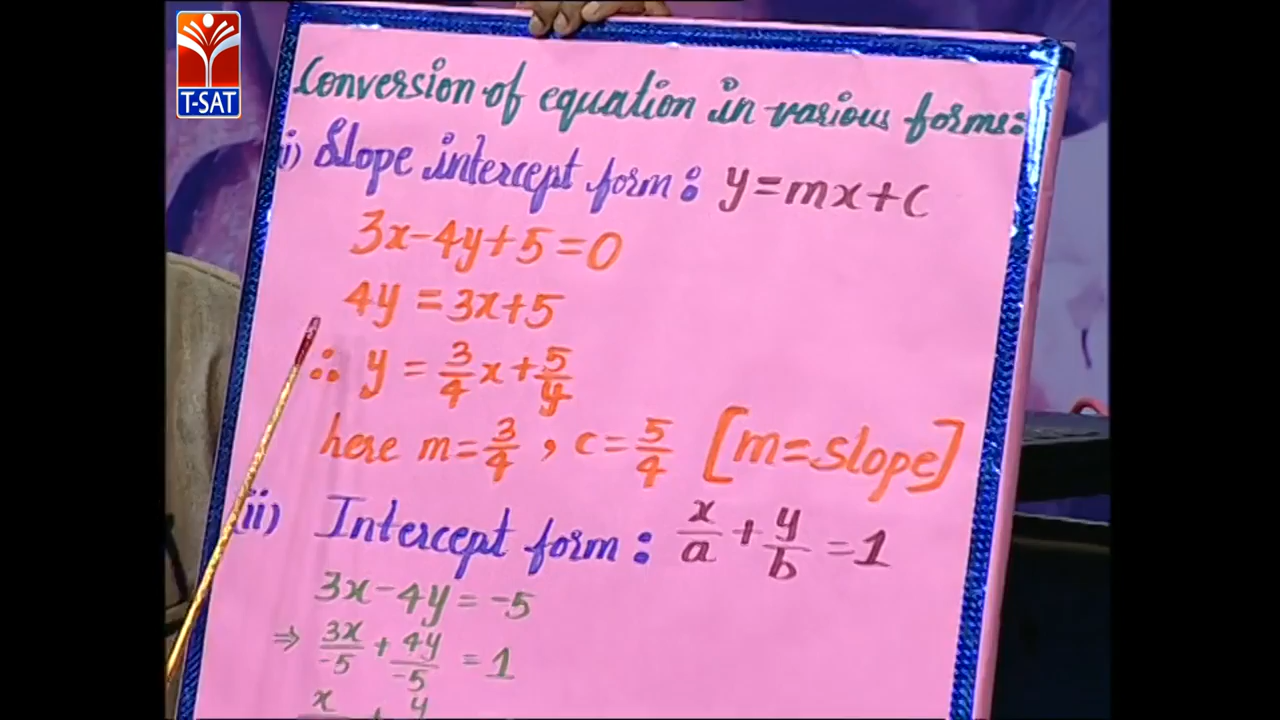 T-SAT
Conversion of equation in various forms:
i) Slope intercept form: y=mx+c
3x-4y+5=0
4y=3x+5
∴ y = 3/4 x + 5/y
here m=3/4, c=5/4 [m=slope]
ii) Intercept form: x/a + y/b = 1
3x-4y=-5
⇒ 3x/-5 + 4y/-5 = 1
x + y